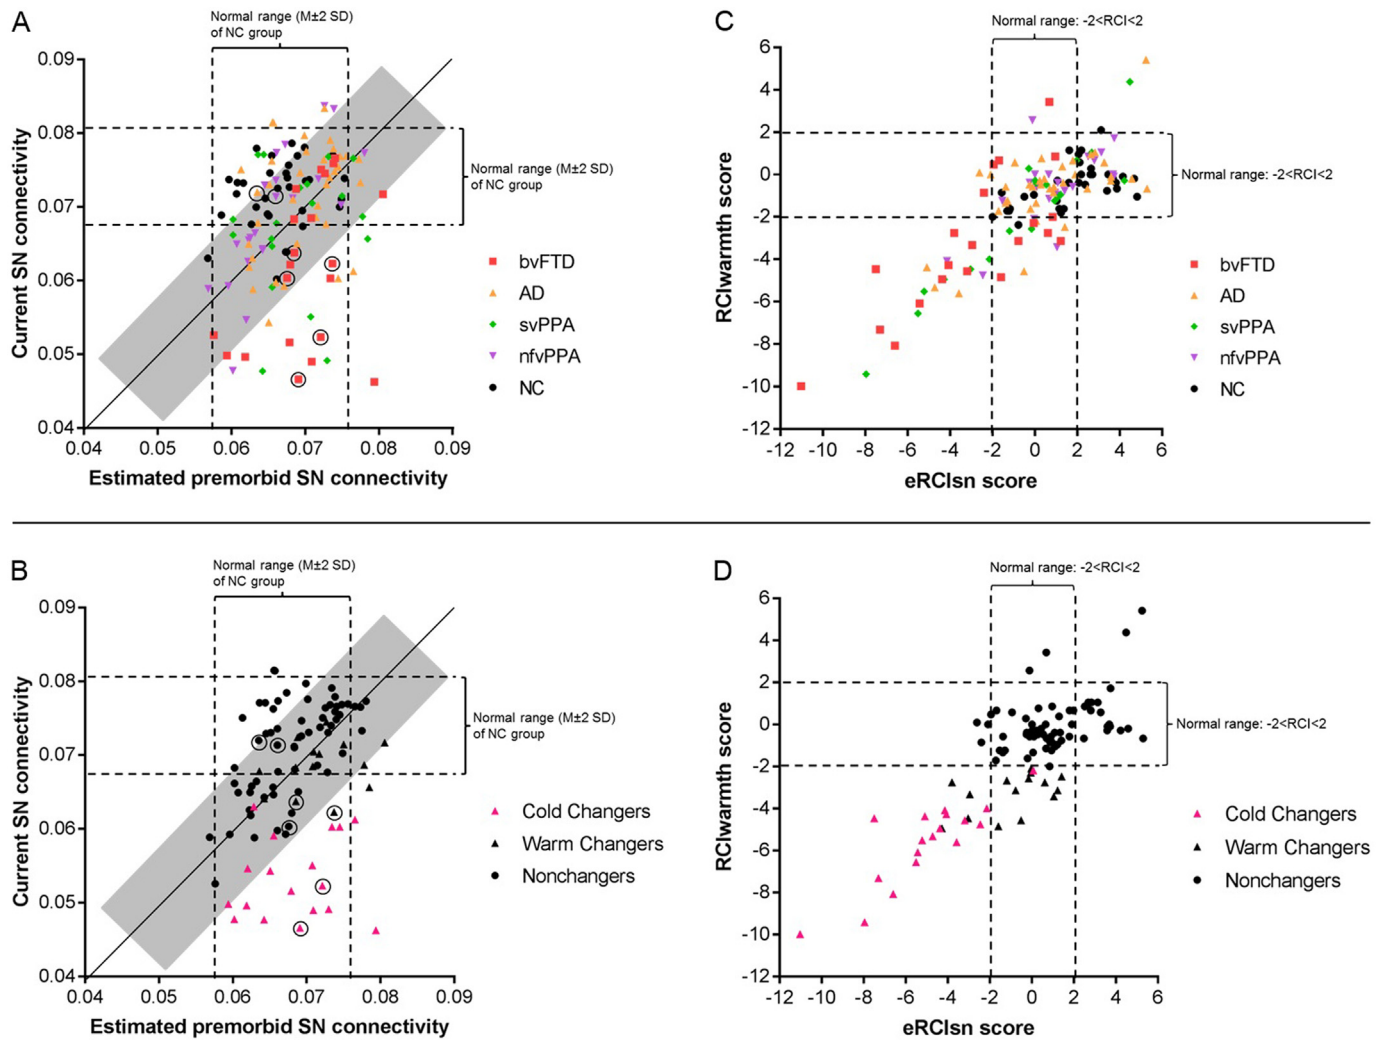 A
Normal range (M±2 SD)
of NC group
Current SN connectivity
0.09
0.08
0.07
0.06
0.05
0.04
0.04 0.05 0.06 0.07 0.08 0.09
Estimated premorbid SN connectivity
Normal range (M±2 SD)
of NC group
bvFTD
AD
svPPA
nfvPPA
NC
C
Normal range: -2<RCI<2
RCIwarmth score
6
4
2
0
-2
-4
-6
-8
-10
-12
-12 -10 -8 -6 -4 -2 0 2 4 6
eRCIsn score
Normal range: -2<RCI<2
bvFTD
AD
svPPA
nfvPPA
NC
B
Normal range (M±2 SD)
of NC group
Current SN connectivity
0.09
0.08
0.07
0.06
0.05
0.04
0.04 0.05 0.06 0.07 0.08 0.09
Estimated premorbid SN connectivity
Normal range (M±2 SD)
of NC group
Cold Changers
Warm Changers
Nonchangers
D
Normal range: -2<RCI<2
RCIwarmth score
6
4
2
0
-2
-4
-6
-8
-10
-12
-12 -10 -8 -6 -4 -2 0 2 4 6
eRCIsn score
Normal range: -2<RCI<2
Cold Changers
Warm Changers
Nonchangers